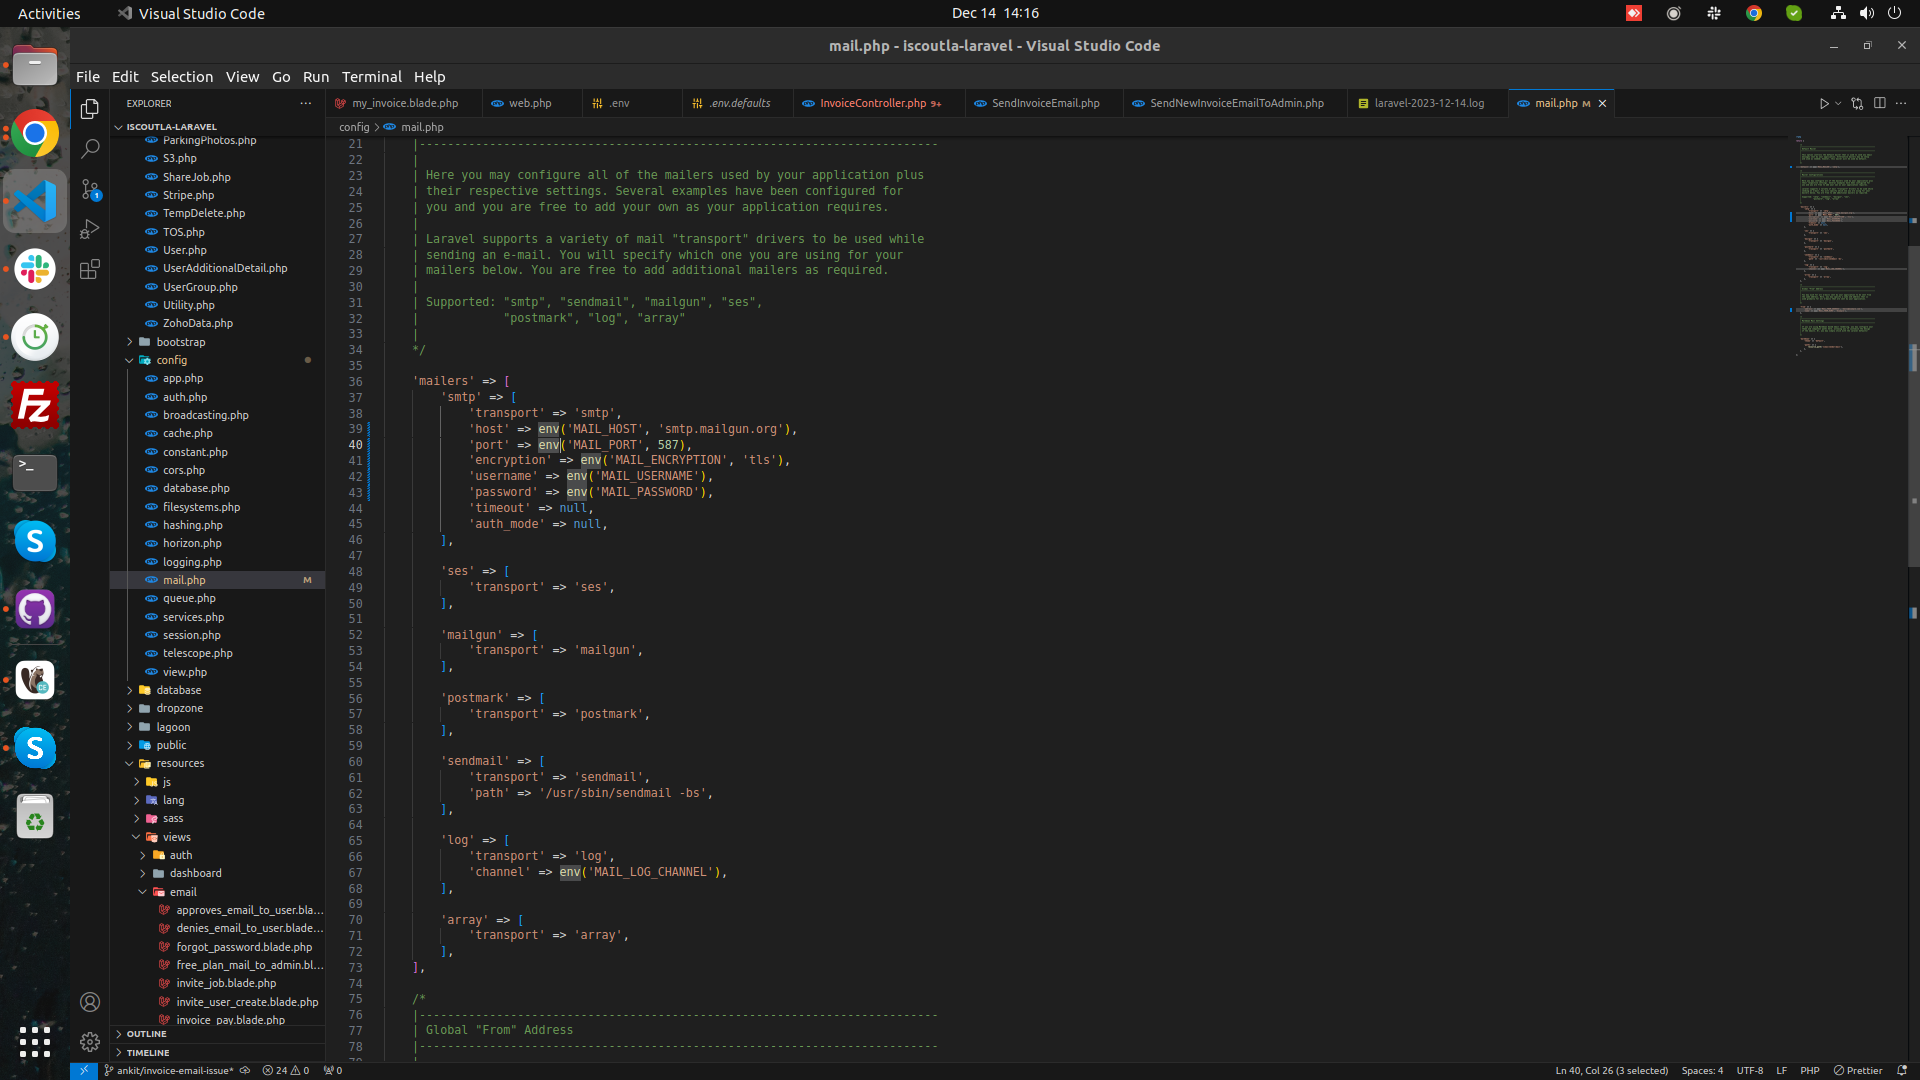 Activities
Visual Studio Code
Dec 14 14:16
mail.php - iscoutla-laravel - Visual Studio Code
File Edit Selection View Go Run Terminal Help
EXPLORER
my_invoice.blade.php
web.php
.env
.env.defaults
InvoiceController.php 9+
SendInvoiceEmail.php
SendNewInvoiceEmailToAdmin.php
laravel-2023-12-14.log
mail.php M
config > mail.php
ISCOUTLA-LARAVEL
ParkingPhotos.php
S3.php
ShareJob.php
Stripe.php
TempDelete.php
TOS.php
User.php
UserAdditionalDetail.php
UserGroup.php
Utility.php
ZohoData.php
bootstrap
config
app.php
auth.php
broadcasting.php
cache.php
constant.php
cors.php
database.php
filesystems.php
hashing.php
horizon.php
logging.php
mail.php M
queue.php
services.php
session.php
telescope.php
view.php
database
dropzone
lagoon
public
resources
js
lang
sass
views
auth
dashboard
email
approves_email_to_user.bla...
denies_email_to_user.blade...
forgot_password.blade.php
free_plan_mail_to_admin.bl...
invite_job.blade.php
invite_user_create.blade.php
invoice_pay.blade.php
OUTLINE
TIMELINE
21 |--------------------------------------------------------------------------
22 |
23 | Here you may configure all of the mailers used by your application plus
24 | their respective settings. Several examples have been configured for
25 | you and you are free to add your own as your application requires.
26 |
27 | Laravel supports a variety of mail "transport" drivers to be used while
28 | sending an e-mail. You will specify which one you are using for your
29 | mailers below. You are free to add additional mailers as required.
30 |
31 | Supported: "smtp", "sendmail", "mailgun", "ses",
32 | "postmark", "log", "array"
33 |
34 */
35
36 'mailers' => [
37 'smtp' => [
38 'transport' => 'smtp',
39 'host' => env('MAIL_HOST', 'smtp.mailgun.org'),
40 'port' => env('MAIL_PORT', 587),
41 'encryption' => env('MAIL_ENCRYPTION', 'tls'),
42 'username' => env('MAIL_USERNAME'),
43 'password' => env('MAIL_PASSWORD'),
44 'timeout' => null,
45 'auth_mode' => null,
46 ],
47
48 'ses' => [
49 'transport' => 'ses',
50 ],
51
52 'mailgun' => [
53 'transport' => 'mailgun',
54 ],
55
56 'postmark' => [
57 'transport' => 'postmark',
58 ],
59
60 'sendmail' => [
61 'transport' => 'sendmail',
62 'path' => '/usr/sbin/sendmail -bs',
63 ],
64
65 'log' => [
66 'transport' => 'log',
67 'channel' => env('MAIL_LOG_CHANNEL'),
68 ],
69
70 'array' => [
71 'transport' => 'array',
72 ],
73 ],
74
75 /*
76 |--------------------------------------------------------------------------
77 | Global "From" Address
78 |--------------------------------------------------------------------------
ankit/invoice-email-issue* 24 0 0
Ln 40, Col 26 (3 selected) Spaces: 4 UTF-8 LF PHP Prettier